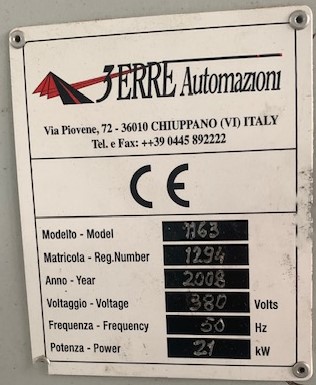 3ERRE Automazioni
Via Piovene, 72 - 36010 CHIUPPANO (VI) ITALY
Tel. e Fax: ++39 0445 892222
CE
Modello - Model 1163
Matricola - Reg.Number 1294
Anno - Year 2008
Voltaggio - Voltage 380 Volts
Frequenza - Frequency 50 Hz
Potenza - Power 21 kW